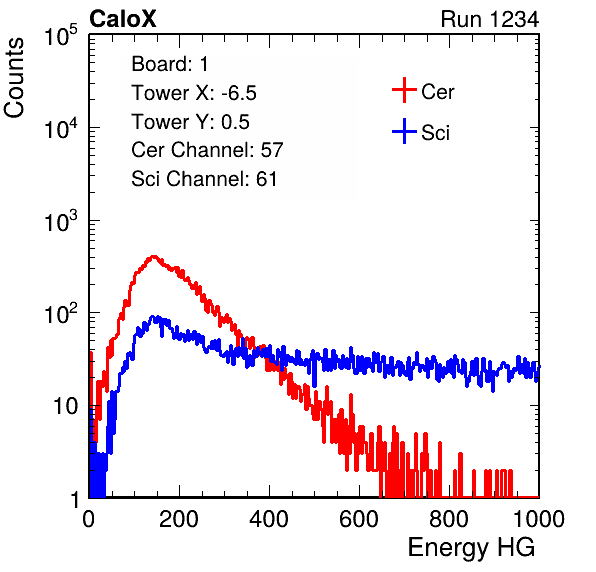 CaloX Run 1234
Counts
10^5
10^4
10^3
10^2
10
1
Board: 1
Tower X: -6.5
Tower Y: 0.5
Cer Channel: 57
Sci Channel: 61
Cer
Sci
0 200 400 600 800 1000
Energy HG